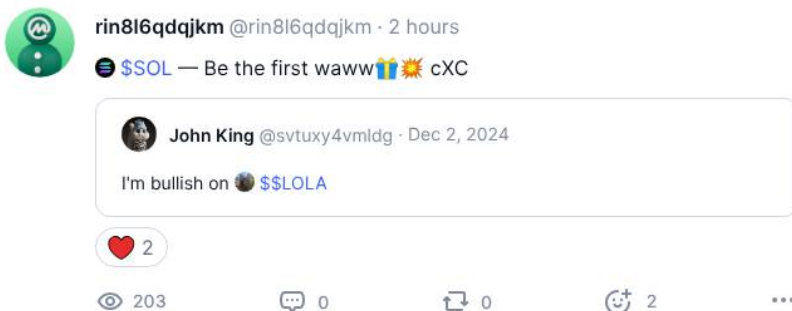 rin8l6qdqjkm @rin8l6qdqjkm · 2 hours
$SOL — Be the first waww🎁💥 cXC
John King @svtuxy4vmldg · Dec 2, 2024
I'm bullish on $$LOLA
❤️ 2
203 0 0 2